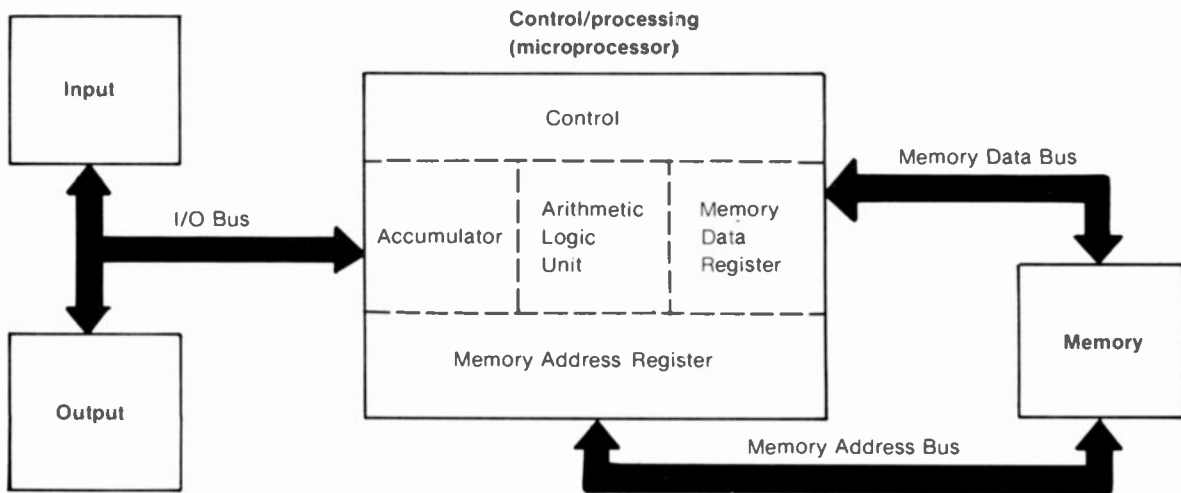 Control/processing
(microprocessor)
Input
Control
Memory Data Bus
I/O Bus
Accumulator
Arithmetic
Logic
Unit
Memory
Data
Register
Memory
Memory Address Register
Output
Memory Address Bus